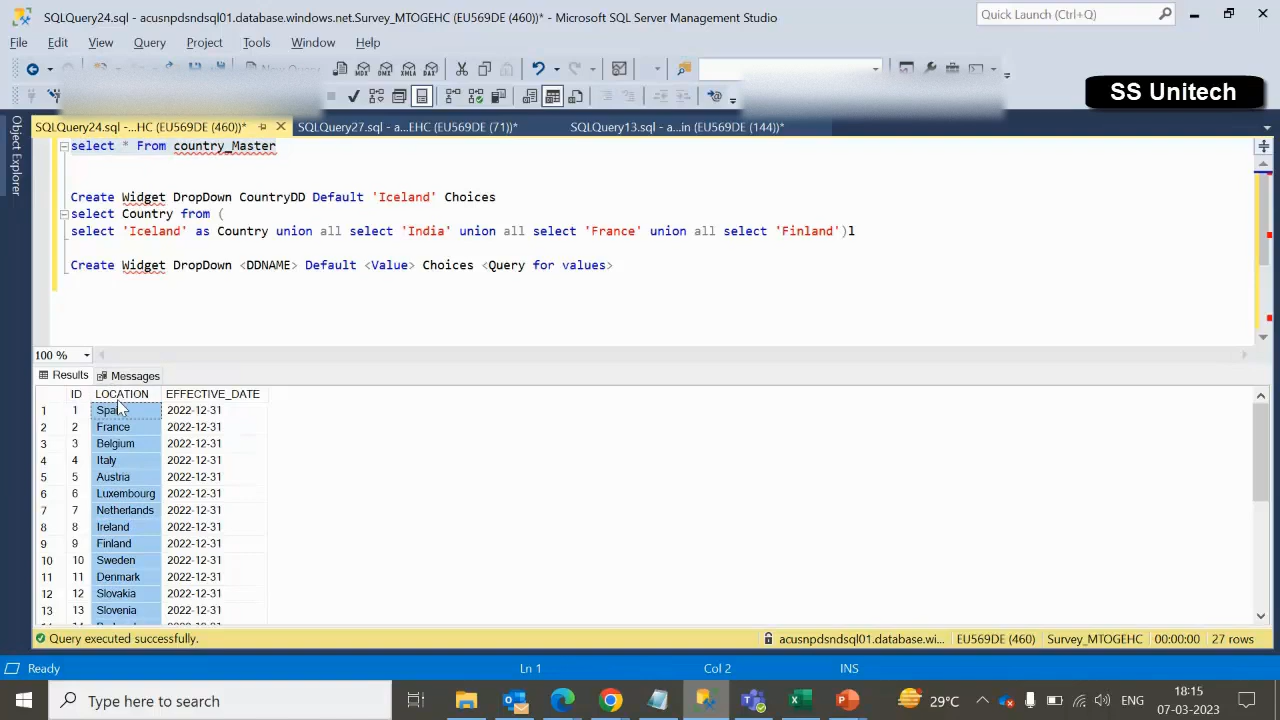 SQLQuery24.sql - acusnpdsndsql01.database.windows.net.Survey_MTOGEHC (EU569DE (460))* - Microsoft SQL Server Management Studio
Quick Launch (Ctrl+Q)
File Edit View Query Project Tools Window Help
SS Unitech
SQLQuery24.sql -...HC (EU569DE (460))* SQLQuery27.sql - a...EHC (EU569DE (71))* SQLQuery13.sql - a...in (EU569DE (144))*
Object Explorer
select * From country_Master
Create Widget DropDown CountryDD Default 'Iceland' Choices
select Country from (
select 'Iceland' as Country union all select 'India' union all select 'France' union all select 'Finland')l
Create Widget DropDown <DDNAME> Default <Value> Choices <Query for values>
100 %
Results Messages
ID LOCATION EFFECTIVE_DATE
1 1 2022-12-31
2 2 France 2022-12-31
3 3 Belgium 2022-12-31
4 4 Italy 2022-12-31
5 5 Austria 2022-12-31
6 6 Luxembourg 2022-12-31
7 7 Netherlands 2022-12-31
8 8 Ireland 2022-12-31
9 9 Finland 2022-12-31
10 10 Sweden 2022-12-31
11 11 Denmark 2022-12-31
12 12 Slovakia 2022-12-31
13 13 Slovenia 2022-12-31
Query executed successfully. acusnpdsndsql01.database.wi... EU569DE (460) Survey_MTOGEHC 00:00:00 27 rows
Ready Ln 1 Col 2 INS
Type here to search 29°C ENG 18:15
07-03-2023